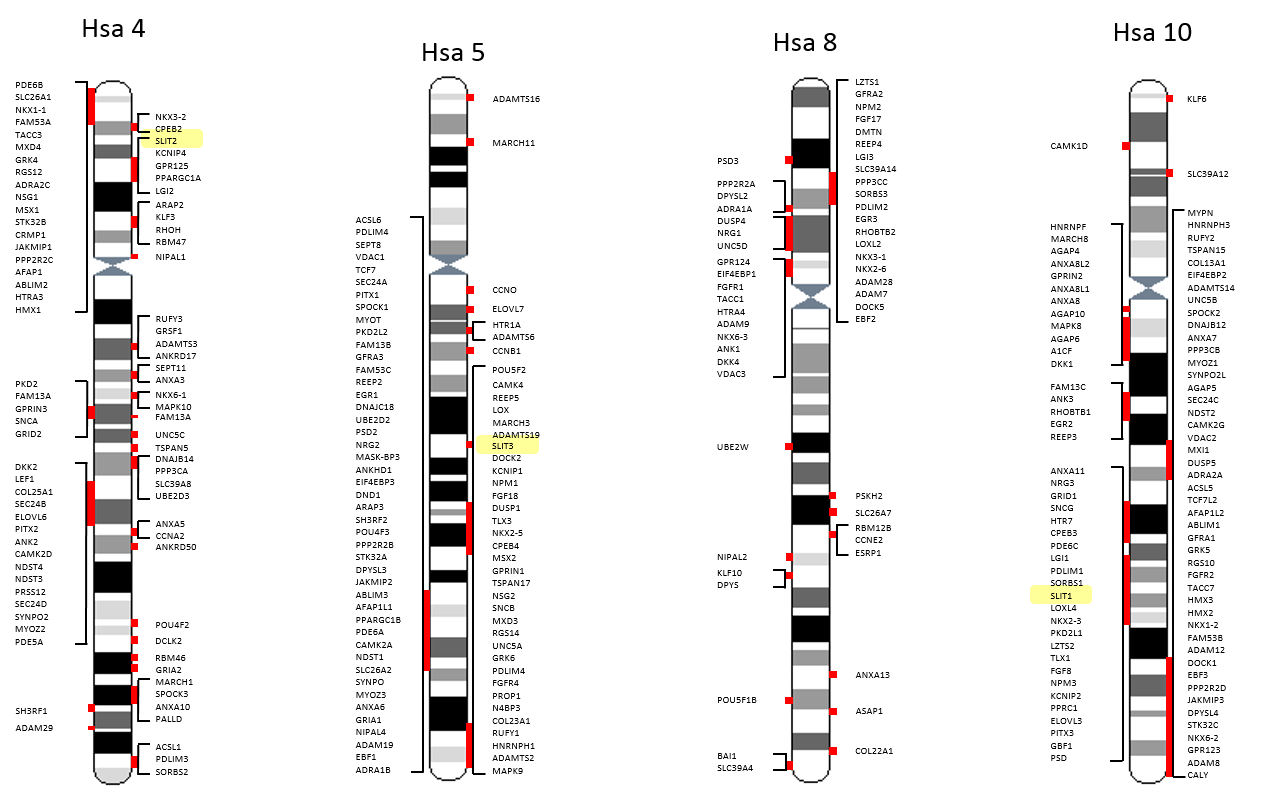 Hsa 4
PDE6B
SLC26A1
NKX1-1
FAM53A
TACC3
MXD4
GRK4
RGS12
ADRA2C
NSG1
MSX1
STK32B
CRMP1
JAKMIP1
PPP2R2C
AFAP1
ABLIM2
HTRA3
HMX1
PKD2
FAM13A
GPRIN3
SNCA
GRID2
DKK2
LEF1
COL25A1
SEC24B
ELOVL6
PITX2
ANK2
CAMK2D
NDST4
NDST3
PRSS12
SEC24D
SYNPO2
MYOZ2
PDE5A
SH3RF1
ADAM29
NKX3-2
CPEB2
SLIT2
KCNIP4
GPR125
PPARGC1A
LGI2
ARAP2
KLF3
RHOH
RBM47
NIPAL1
RUFY3
GRSF1
ADAMTS3
ANKRD17
SEPT11
ANXA3
NKX6-1
MAPK10
FAM13A
UNC5C
TSPAN5
DNAJB14
PPP3CA
SLC39A8
UBE2D3
ANXA5
CCNA2
ANKRD50
POU4F2
DCLK2
RBM46
GRIA2
MARCH1
SPOCK3
ANXA10
PALLD
ACSL1
PDLIM3
SORBS2
Hsa 5
ACSL6
PDLIM4
SEPT8
VDAC1
TCF7
SEC24A
PITX1
SPOCK1
MYOT
PKD2L2
FAM13B
GFRA3
FAM53C
REEP2
EGR1
DNAJC18
UBE2D2
PSD2
NRG2
MASK-BP3
ANKHD1
EIF4EBP3
DND1
ARAP3
SH3RF2
POU4F3
PPP2R2B
STK32A
DPYSL3
JAKMIP2
ABLIM3
AFAP1L1
PPARGC1B
PDE6A
CAMK2A
NDST1
SLC26A2
SYNPO
MYOZ3
ANXA6
GRIA1
NIPAL4
ADAM19
EBF1
ADRA1B
ADAMTS16
MARCH11
CCNO
ELOVL7
HTR1A
ADAMTS6
CCNB1
POU5F2
CAMK4
REEP5
LOX
MARCH3
ADAMTS19
SLIT3
DOCK2
KCNIP1
NPM1
FGF18
DUSP1
TLX3
NKX2-5
CPEB4
MSX2
GPRIN1
TSPAN17
NSG2
SNCB
MXD3
RGS14
UNC5A
GRK6
PDLIM4
FGFR4
PROP1
N4BP3
COL23A1
RUFY1
HNRNPH1
ADAMTS2
MAPK9
Hsa 8
PSD3
PPP2R2A
DPYSL2
ADRA1A
DUSP4
NRG1
UNC5D
GPR124
EIF4EBP1
FGFR1
TACC1
HTRA4
ADAM9
NKX6-3
ANK1
DKK4
VDAC3
UBE2W
NIPAL2
KLF10
DPYS
POU5F1B
BAI1
SLC39A4
LZTS1
GFRA2
NPM2
FGF17
DMTN
REEP4
LGI3
SLC39A14
PPP3CC
SORBS3
PDLIM2
EGR3
RHOBTB2
LOXL2
NKX3-1
NKX2-6
ADAM28
ADAM7
DOCK5
EBF2
PSKH2
SLC26A7
RBM12B
CCNE2
ESRP1
ANXA13
ASAP1
COL22A1
Hsa 10
CAMK1D
HNRNPF
MARCH8
AGAP4
ANXA8L2
GPRIN2
ANXA8L1
ANXA8
AGAP10
MAPK8
AGAP6
A1CF
DKK1
FAM13C
ANK3
RHOBTB1
EGR2
REEP3
ANXA11
NRG3
GRID1
SNCG
HTR7
CPEB3
PDE6C
LGI1
PDLIM1
SORBS1
SLIT1
LOXL4
NKX2-3
PKD2L1
LZTS2
TLX1
FGF8
NPM3
KCNIP2
PPRC1
ELOVL3
PITX3
GBF1
PSD
KLF6
SLC39A12
MYPN
HNRNPH3
RUFY2
TSPAN15
COL13A1
EIF4EBP2
ADAMTS14
UNC5B
SPOCK2
DNAJB12
ANXA7
PPP3CB
MYOZ1
SYNPO2L
AGAP5
SEC24C
NDST2
CAMK2G
VDAC2
MXI1
DUSP5
ADRA2A
ACSL5
TCF7L2
AFAP1L2
ABLIM1
GFRA1
GRK5
RGS10
FGFR2
TACC7
HMX3
HMX2
NKX1-2
FAM53B
ADAM12
DOCK1
EBF3
PPP2R2D
JAKMIP3
DPYSL4
STK32C
NKX6-2
GPR123
ADAM8
CALY